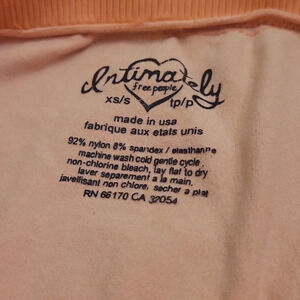 Intimately
free people
xs/s tp/p
made in usa
fabrique aux etats unis
92% nylon 8% spandex / elasthanne
machine wash cold gentle cycle.
non-chlorine bleach, lay flat to dry
laver separement a la main.
javellisant non chlore, secher a plat
RN 66170 CA 32054